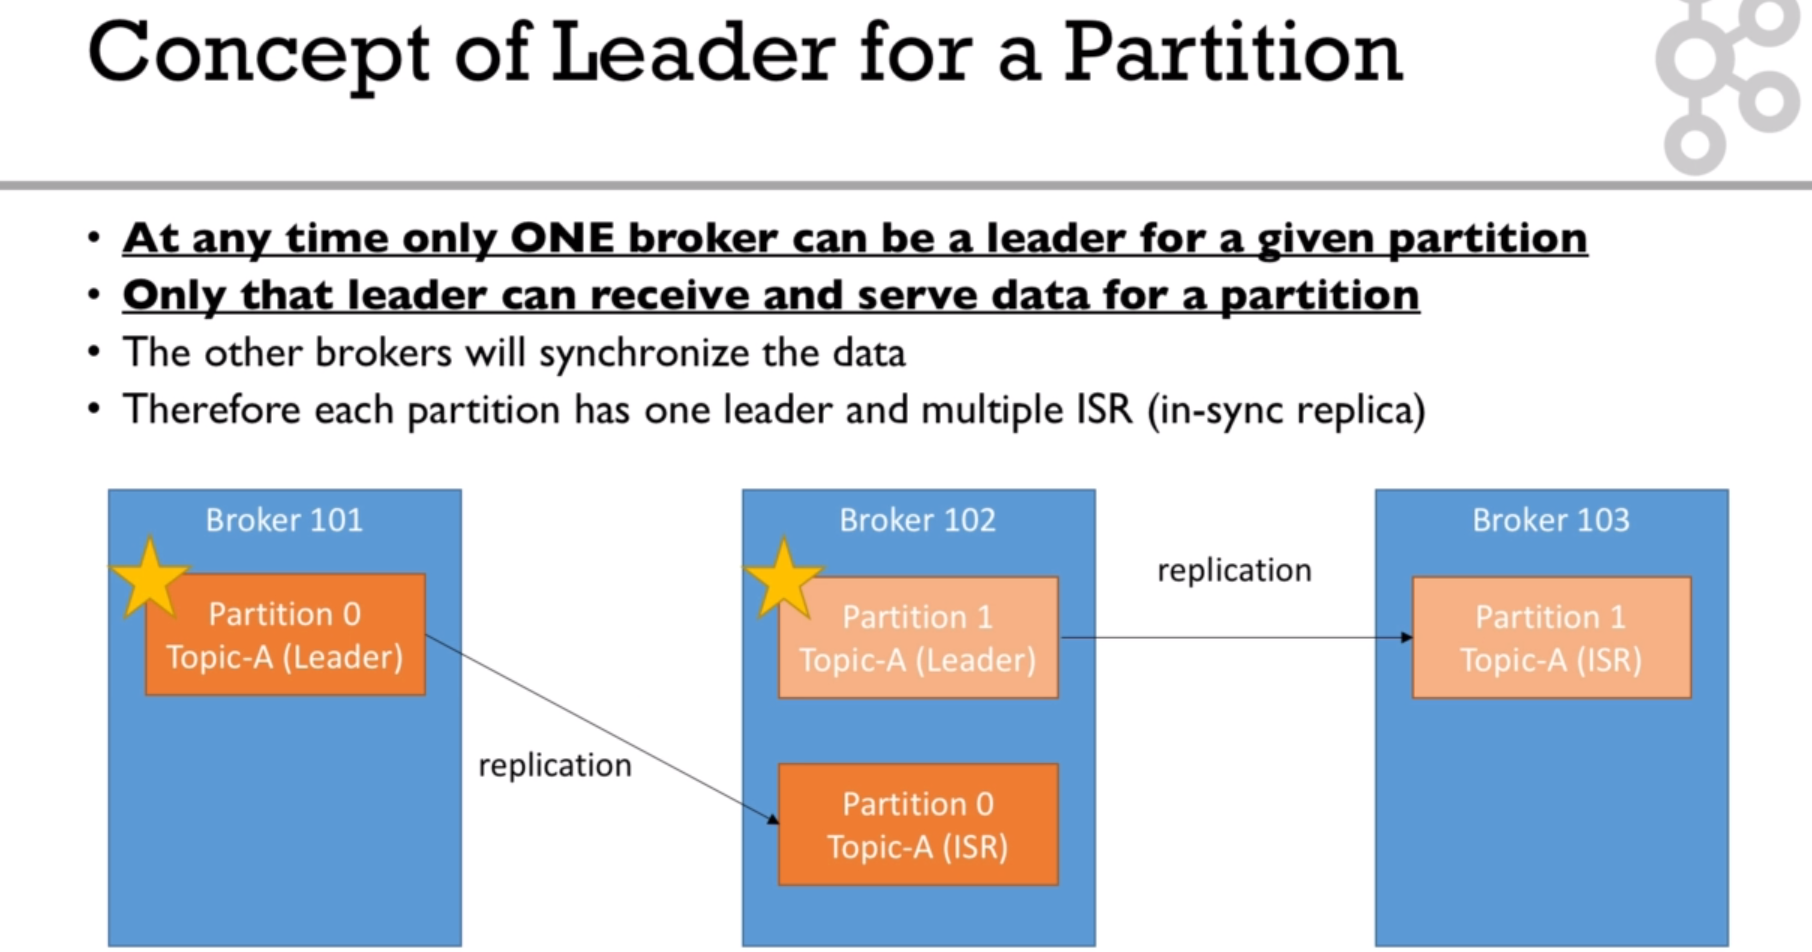 Concept of Leader for a Partition
• At any time only ONE broker can be a leader for a given partition
• Only that leader can receive and serve data for a partition
• The other brokers will synchronize the data
• Therefore each partition has one leader and multiple ISR (in-sync replica)
Broker 101
Partition 0
Topic-A (Leader)
replication
Broker 102
Partition 1
Topic-A (Leader)
Partition 0
Topic-A (ISR)
replication
Broker 103
Partition 1
Topic-A (ISR)